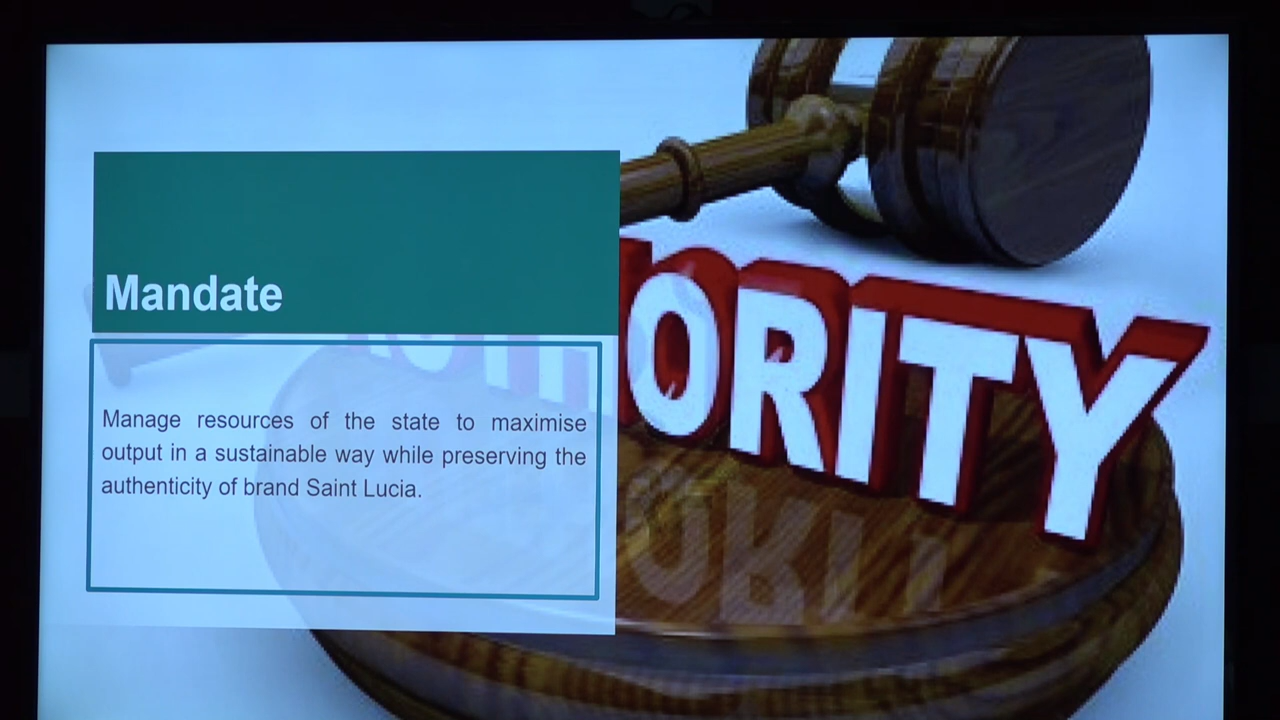 Mandate
Manage resources of the state to maximise
output in a sustainable way while preserving the
authenticity of brand Saint Lucia.
ORITY